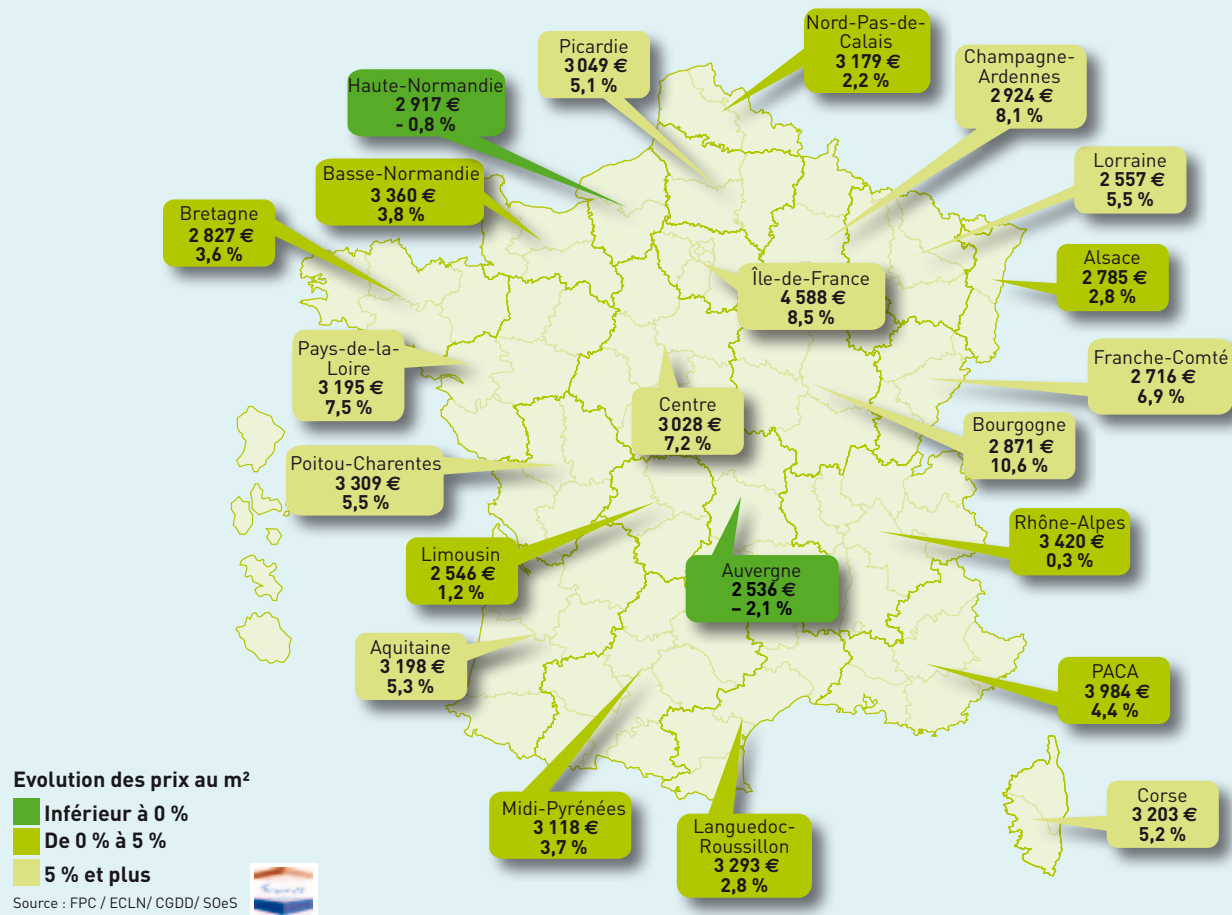 Nord-Pas-de-
Calais
3 179 €
2,2 %
Picardie
3 049 €
5,1 %
Champagne-
Ardennes
2 924 €
8,1 %
Haute-Normandie
2 917 €
- 0,8 %
Lorraine
2 557 €
5,5 %
Basse-Normandie
3 360 €
3,8 %
Bretagne
2 827 €
3,6 %
Alsace
2 785 €
2,8 %
Île-de-France
4 588 €
8,5 %
Pays-de-la-
Loire
3 195 €
7,5 %
Franche-Comté
2 716 €
6,9 %
Centre
3 028 €
7,2 %
Bourgogne
2 871 €
10,6 %
Poitou-Charentes
3 309 €
5,5 %
Rhône-Alpes
3 420 €
0,3 %
Limousin
2 546 €
1,2 %
Auvergne
2 536 €
– 2,1 %
Aquitaine
3 198 €
5,3 %
PACA
3 984 €
4,4 %
Midi-Pyrénées
3 118 €
3,7 %
Languedoc-
Roussillon
3 293 €
2,8 %
Corse
3 203 €
5,2 %
Evolution des prix au m²
Inférieur à 0 %
De 0 % à 5 %
5 % et plus
Source : FPC / ECLN/ CGDD/ SOeS